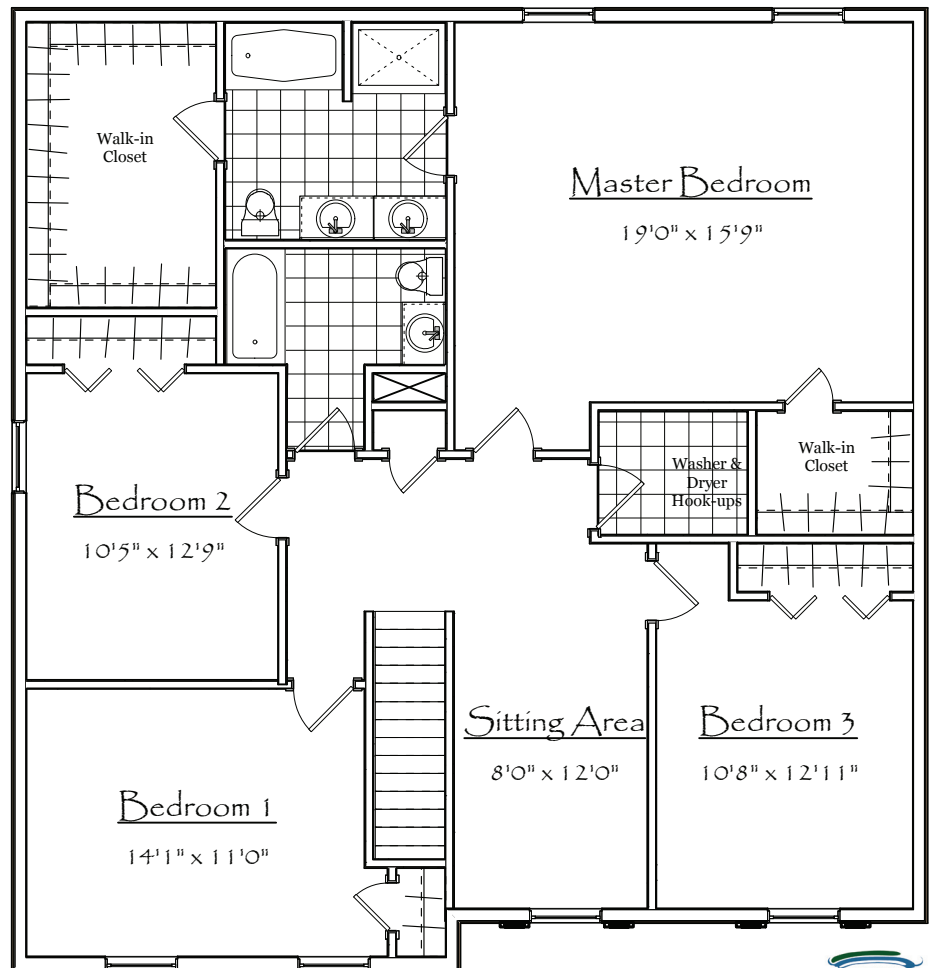 Walk-in
Closet
Master Bedroom
19'0" x 15'9"
Walk-in
Closet
Washer &
Dryer
Hook-ups
Bedroom 2
10'5" x 12'9"
Sitting Area
8'0" x 12'0"
Bedroom 3
10'8" x 12'11"
Bedroom 1
14'1" x 11'0"